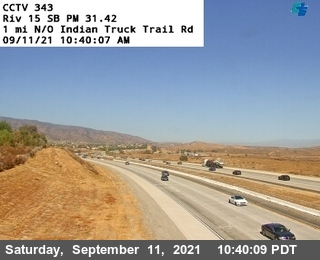 CCTV 343
Riv 15 SB PM 31.42
1 mi N/O Indian Truck Trail Rd
09/11/21 10:40:07 AM
Saturday, September 11, 2021 10:40:09 PDT